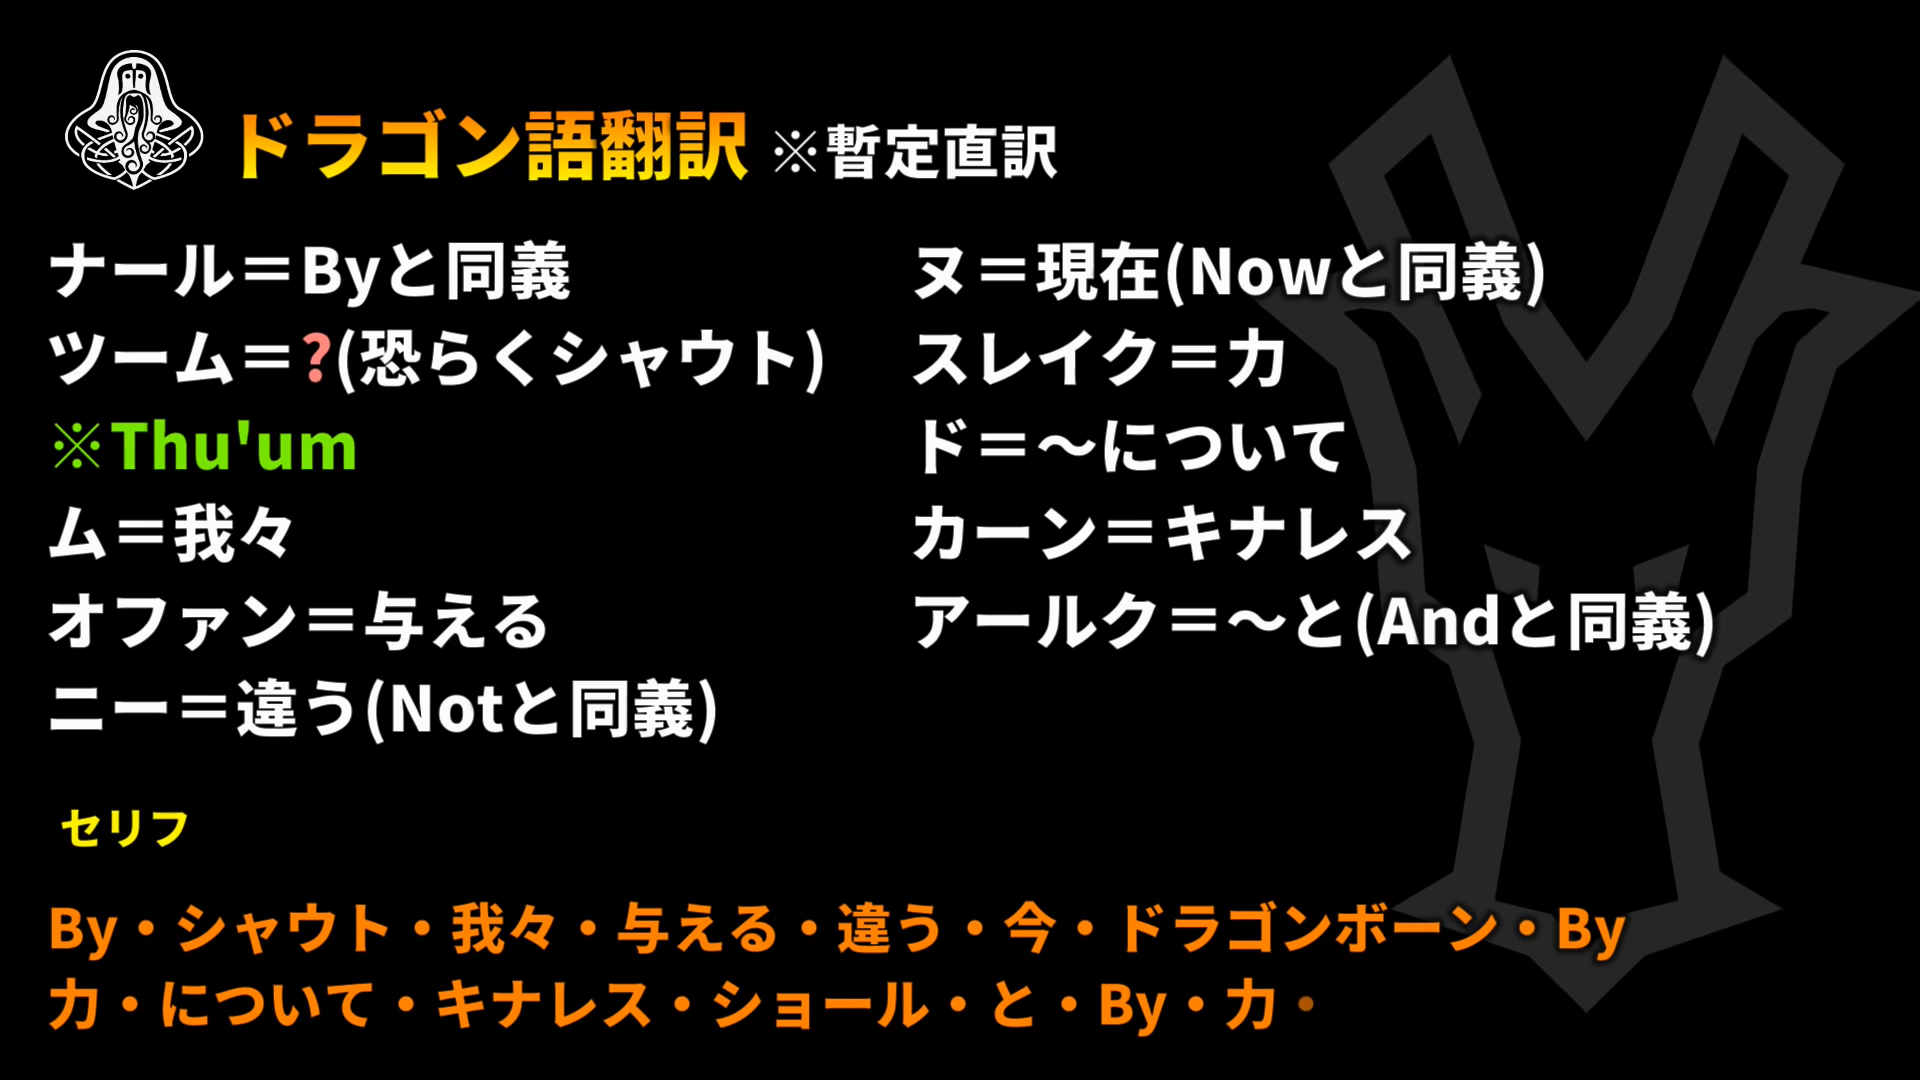 ドラゴン語翻訳 ※暫定直訳
ナール＝Byと同義
ツーム＝?(恐らくシャウト)
※Thu'um
ム＝我々
オファン＝与える
ニー＝違う(Notと同義)
ヌ＝現在(Nowと同義)
スレイク＝力
ド＝～について
カーン＝キナレス
アールク＝～と(Andと同義)
セリフ
By・シャウト・我々・与える・違う・今・ドラゴンボーン・By
力・について・キナレス・ショール・と・By・力・